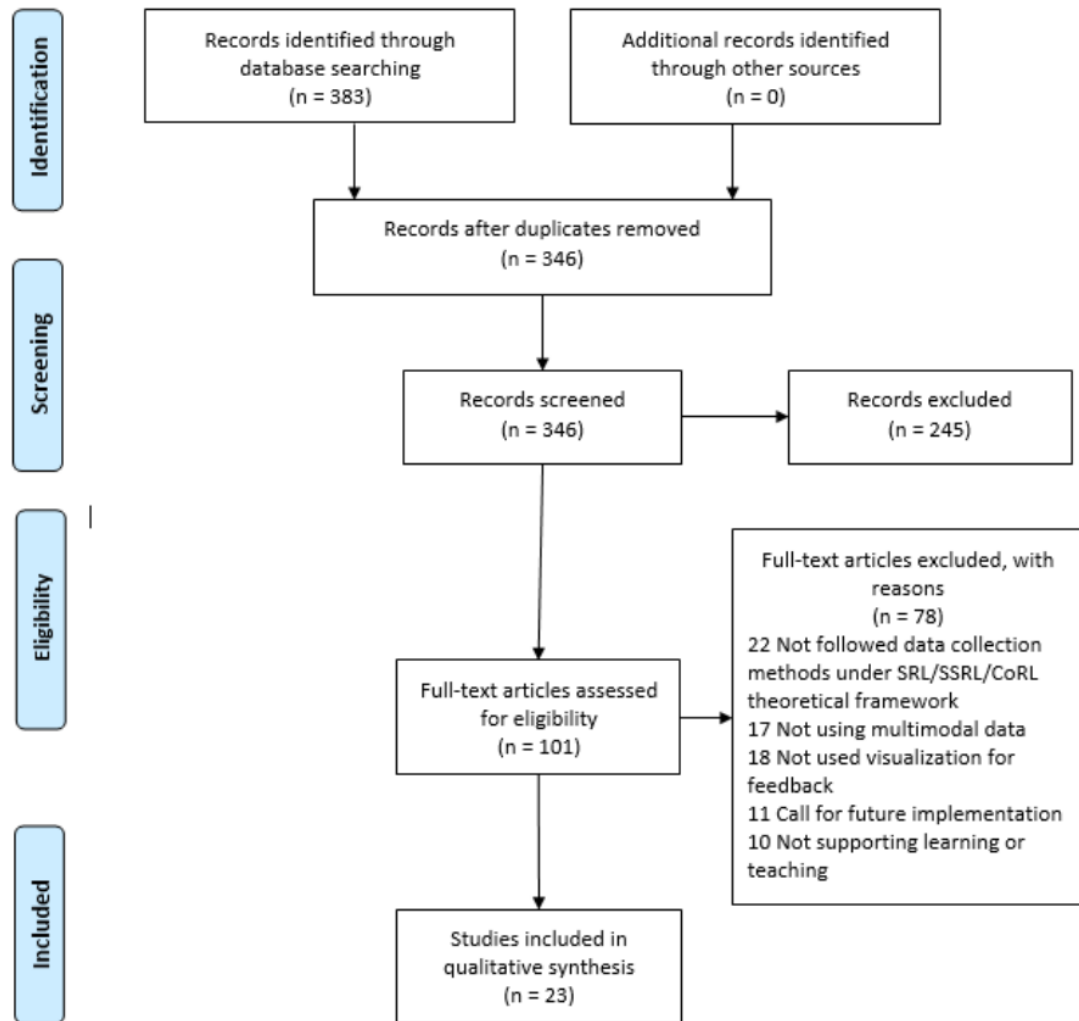 Identification
Records identified through
database searching
(n = 383)
Additional records identified
through other sources
(n = 0)
Records after duplicates removed
(n = 346)
Screening
Records screened
(n = 346)
Records excluded
(n = 245)
Eligibility
Full-text articles assessed
for eligibility
(n = 101)
Full-text articles excluded, with
reasons
(n = 78)
22 Not followed data collection
methods under SRL/SSRL/CoRL
theoretical framework
17 Not using multimodal data
18 Not used visualization for
feedback
11 Call for future implementation
10 Not supporting learning or
teaching
Included
Studies included in
qualitative synthesis
(n = 23)